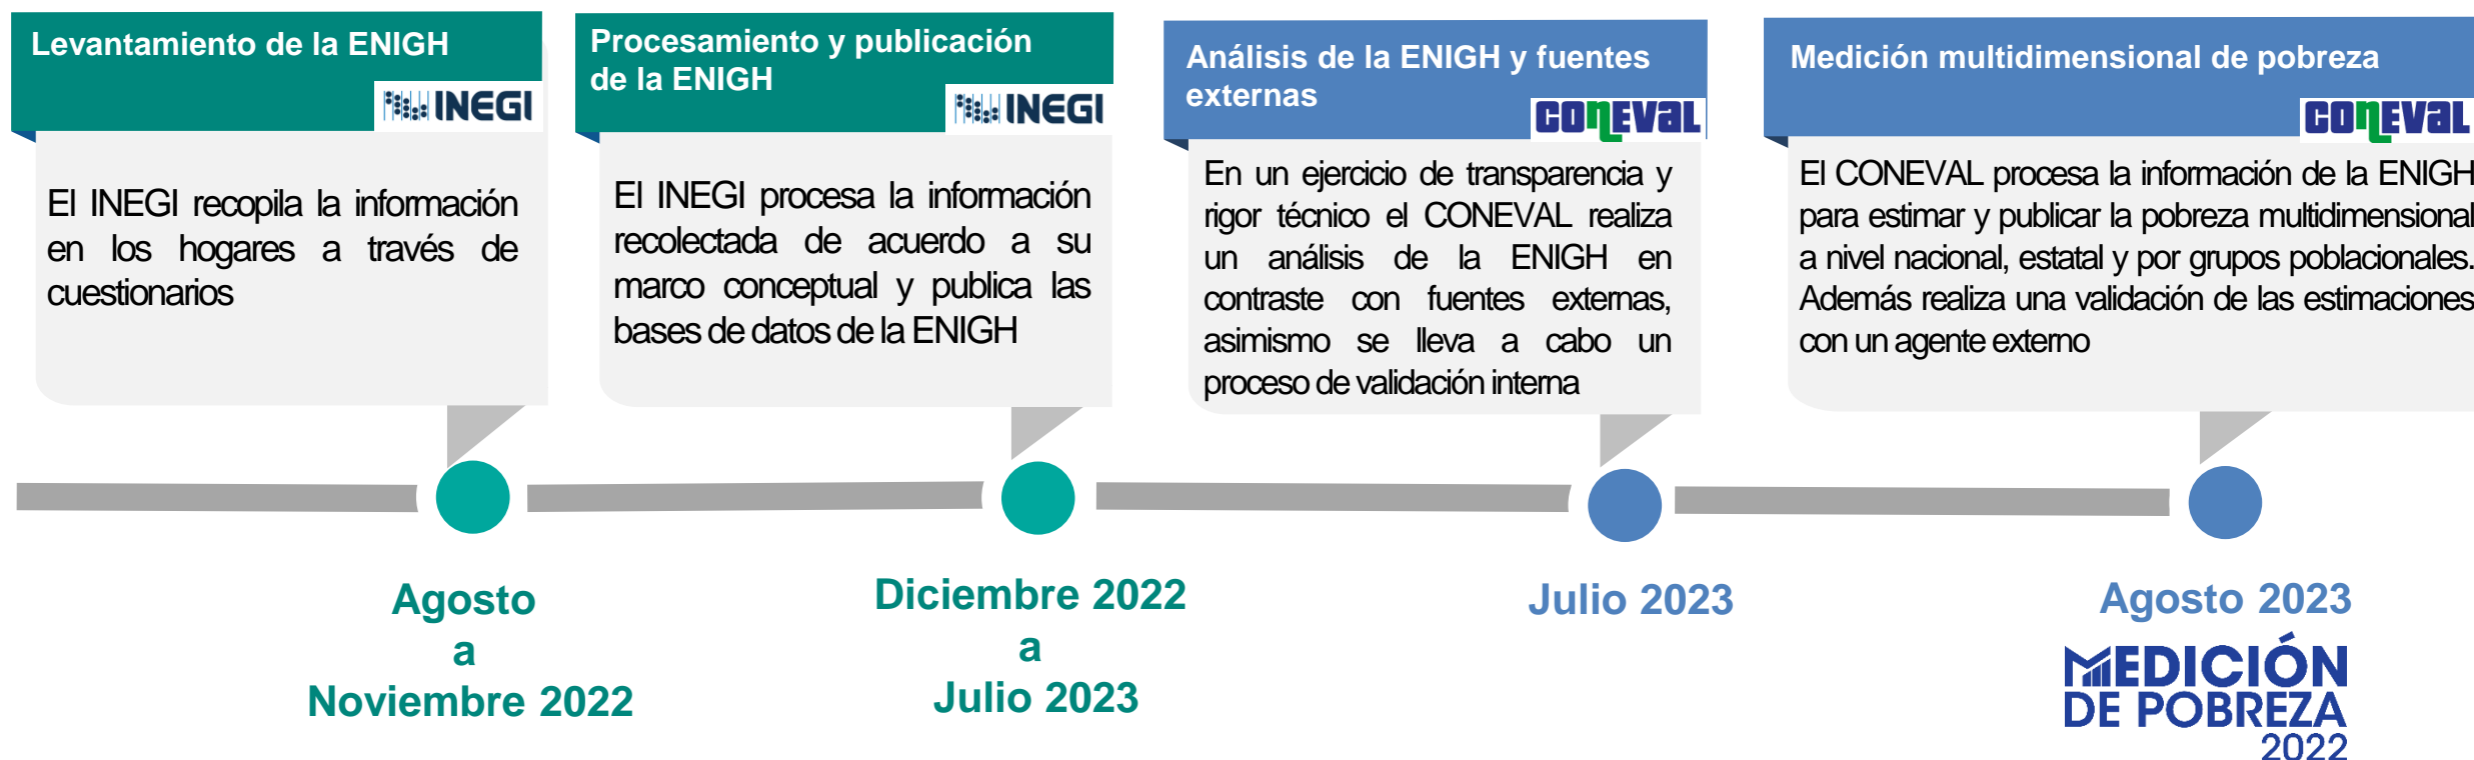 Levantamiento de la ENIGH
INEGI
El INEGI recopila la información
en los hogares a través de
cuestionarios
Procesamiento y publicación
de la ENIGH
INEGI
El INEGI procesa la información
recolectada de acuerdo a su
marco conceptual y publica las
bases de datos de la ENIGH
Análisis de la ENIGH y fuentes
externas
CONEVAL
En un ejercicio de transparencia y
rigor técnico el CONEVAL realiza
un análisis de la ENIGH en
contraste con fuentes externas,
asimismo se lleva a cabo un
proceso de validación interna
Medición multidimensional de pobreza
CONEVAL
El CONEVAL procesa la información de la ENIGH
para estimar y publicar la pobreza multidimensional
a nivel nacional, estatal y por grupos poblacionales.
Además realiza una validación de las estimaciones
con un agente externo
Agosto
a
Noviembre 2022
Diciembre 2022
a
Julio 2023
Julio 2023
Agosto 2023
MEDICIÓN
DE POBREZA
2022